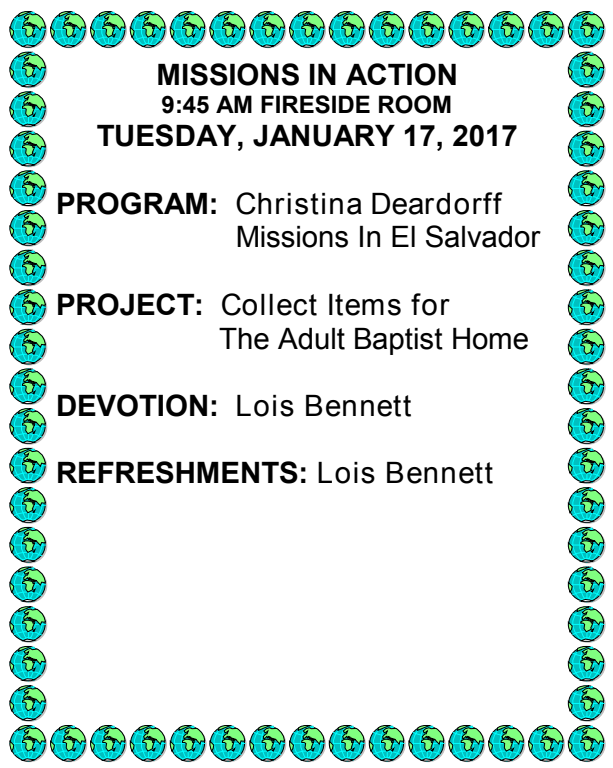 MISSIONS IN ACTION
9:45 AM FIRESIDE ROOM
TUESDAY, JANUARY 17, 2017
PROGRAM: Christina Deardorff
Missions In El Salvador
PROJECT: Collect Items for
The Adult Baptist Home
DEVOTION: Lois Bennett
REFRESHMENTS: Lois Bennett